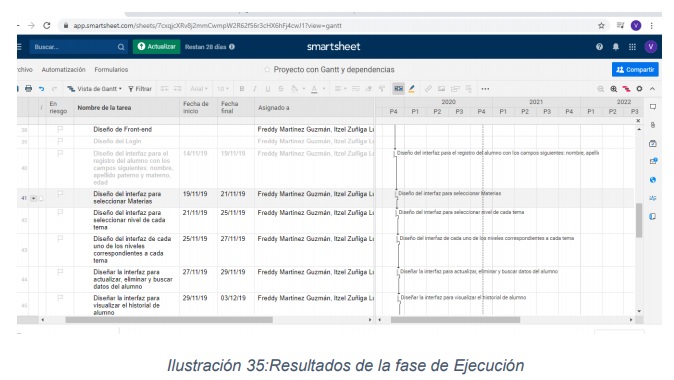 app.smartsheet.com/sheets/7cxqjcXRv8j2mmCwmpW2R62f56r3cHX6hFj4cwJ1?view=gantt
V
Buscar...
Actualizar
Restan 28 días
smartsheet
V
rchivo Automatización Formularios
Proyecto con Gantt y dependencias
Compartir
Vista de Gantt
Filtrar
Arial
10
B I U S A
En riesgo
Nombre de la tarea
Fecha de inicio
Fecha final
Asignado a
2020 2021 2022
P4 P1 P2 P3 P4 P1 P2 P3 P4 P1 P2 P3
38 Diseño de Front-end Freddy Martínez Guzmán, Itzel Zuñiga Lu
39 Diseño del Login Freddy Martínez Guzmán, Itzel Zuñiga Lu
40 Diseño del interfaz para el registro del alumno con los campos siguientes: nombre, apellido paterno y materno, edad 14/11/19 19/11/19 Freddy Martínez Guzmán, Itzel Zuñiga Lu
Diseño del interfaz para el registro del alumno con los campos siguientes: nombre, apellh
41 Diseño del interfaz para seleccionar Materias 19/11/19 21/11/19 Freddy Martínez Guzmán, Itzel Zuñiga Lu
Diseño del interfaz para seleccionar Materias
42 Diseño del interfaz para seleccionar nivel de cada tema 21/11/19 25/11/19 Freddy Martínez Guzmán, Itzel Zuñiga Lu
Diseño del interfaz para seleccionar nivel de cada tema
43 Diseño del interfaz de cada uno de los niveles correspondientes a cada tema 25/11/19 27/11/19 Freddy Martínez Guzmán, Itzel Zuñiga Lu
Diseño del interfaz de cada uno de los niveles correspondientes a cada tema
44 Diseñar la interfaz para actualizar, eliminar y buscar datos del alumno 27/11/19 29/11/19 Freddy Martínez Guzmán, Itzel Zuñiga Lu
Diseñar la interfaz para actualizar, eliminar y buscar datos del alumno
45 Diseñar la interfaz para visualizar el historial de alumno 29/11/19 03/12/19 Freddy Martínez Guzmán, Itzel Zuñiga Lu
Diseñar la interfaz para visualizar el historial de alumno
Ilustración 35:Resultados de la fase de Ejecución